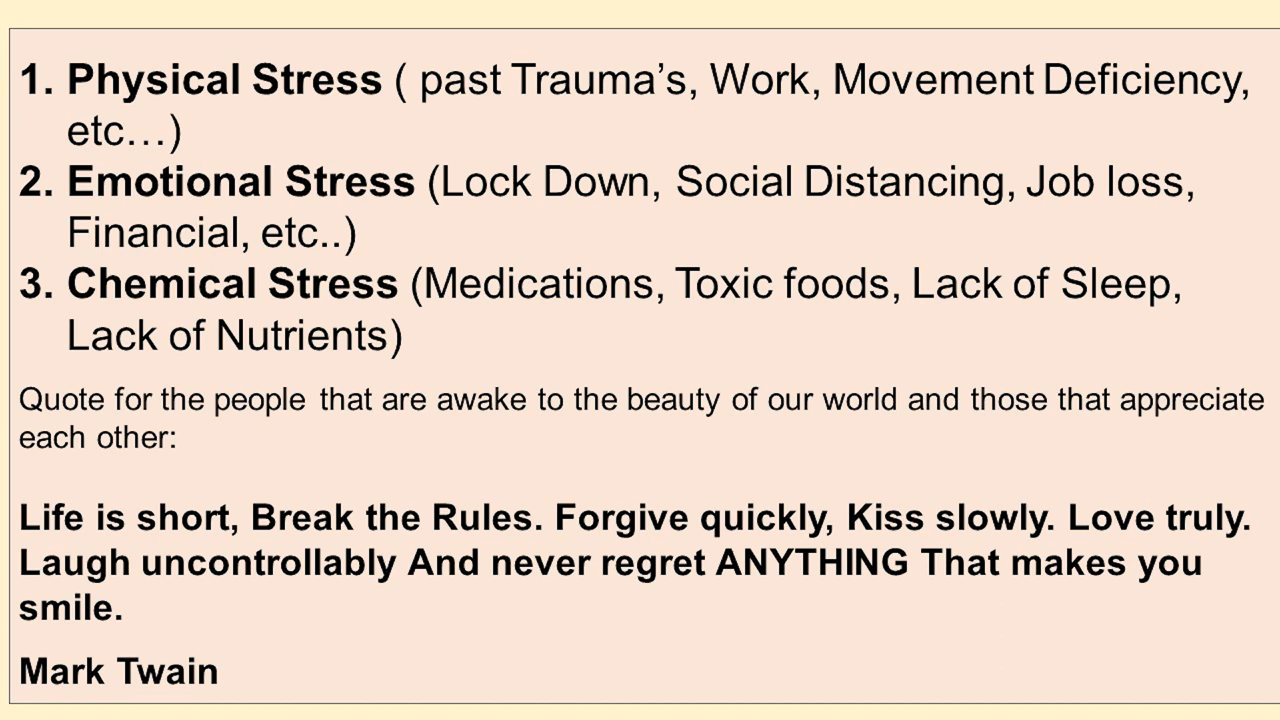 1. Physical Stress ( past Trauma’s, Work, Movement Deficiency,
etc…)
2. Emotional Stress (Lock Down, Social Distancing, Job loss,
Financial, etc..)
3. Chemical Stress (Medications, Toxic foods, Lack of Sleep,
Lack of Nutrients)
Quote for the people that are awake to the beauty of our world and those that appreciate
each other:
Life is short, Break the Rules. Forgive quickly, Kiss slowly. Love truly.
Laugh uncontrollably And never regret ANYTHING That makes you
smile.
Mark Twain